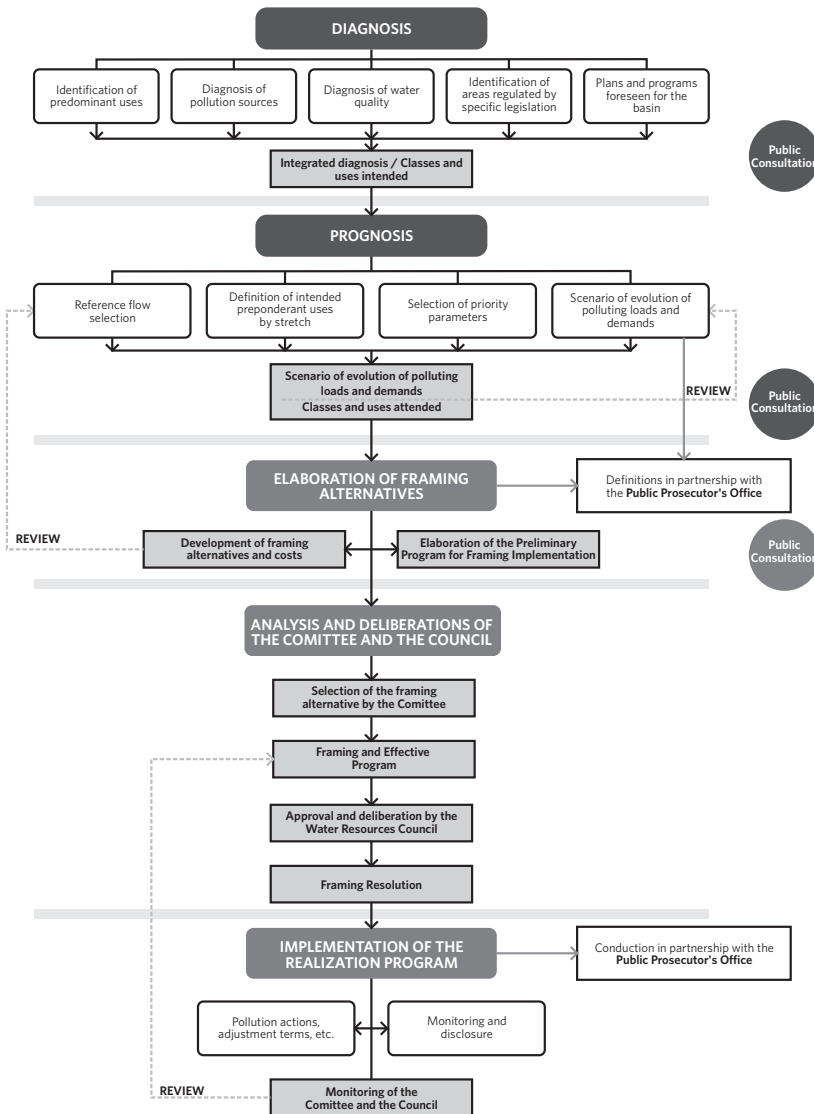 DIAGNOSIS
Identification of
predominant uses
Diagnosis of
pollution sources
Diagnosis of water
quality
Identification of
areas regulated by
specific legislation
Plans and programs
foreseen for the
basin
Public
Consultation
Integrated diagnosis / Classes and
uses intended
PROGNOSIS
Reference flow
selection
Definition of intended
preponderant uses
by stretch
Selection of priority
parameters
Scenario of evolution of
polluting loads and
demands
Scenario of evolution of polluting
loads and demands
Classes and uses attended
REVIEW
Public
Consultation
ELABORATION OF FRAMING
ALTERNATIVES
Definitions in partnership with
the Public Prosecutor's Office
REVIEW
Development of framing
alternatives and costs
Elaboration of the Preliminary
Program for Framing Implementation
Public
Consultation
ANALYSIS AND DELIBERATIONS OF
THE COMITTEE AND THE COUNCIL
Selection of the framing
alternative by the Comittee
Framing and Effective
Program
Approval and deliberation by the
Water Resources Council
Framing Resolution
IMPLEMENTATION OF THE
REALIZATION PROGRAM
Conduction in partnership with the
Public Prosecutor's Office
Pollution actions,
adjustment terms, etc.
Monitoring and
disclosure
REVIEW
Monitoring of the
Comittee and the Council